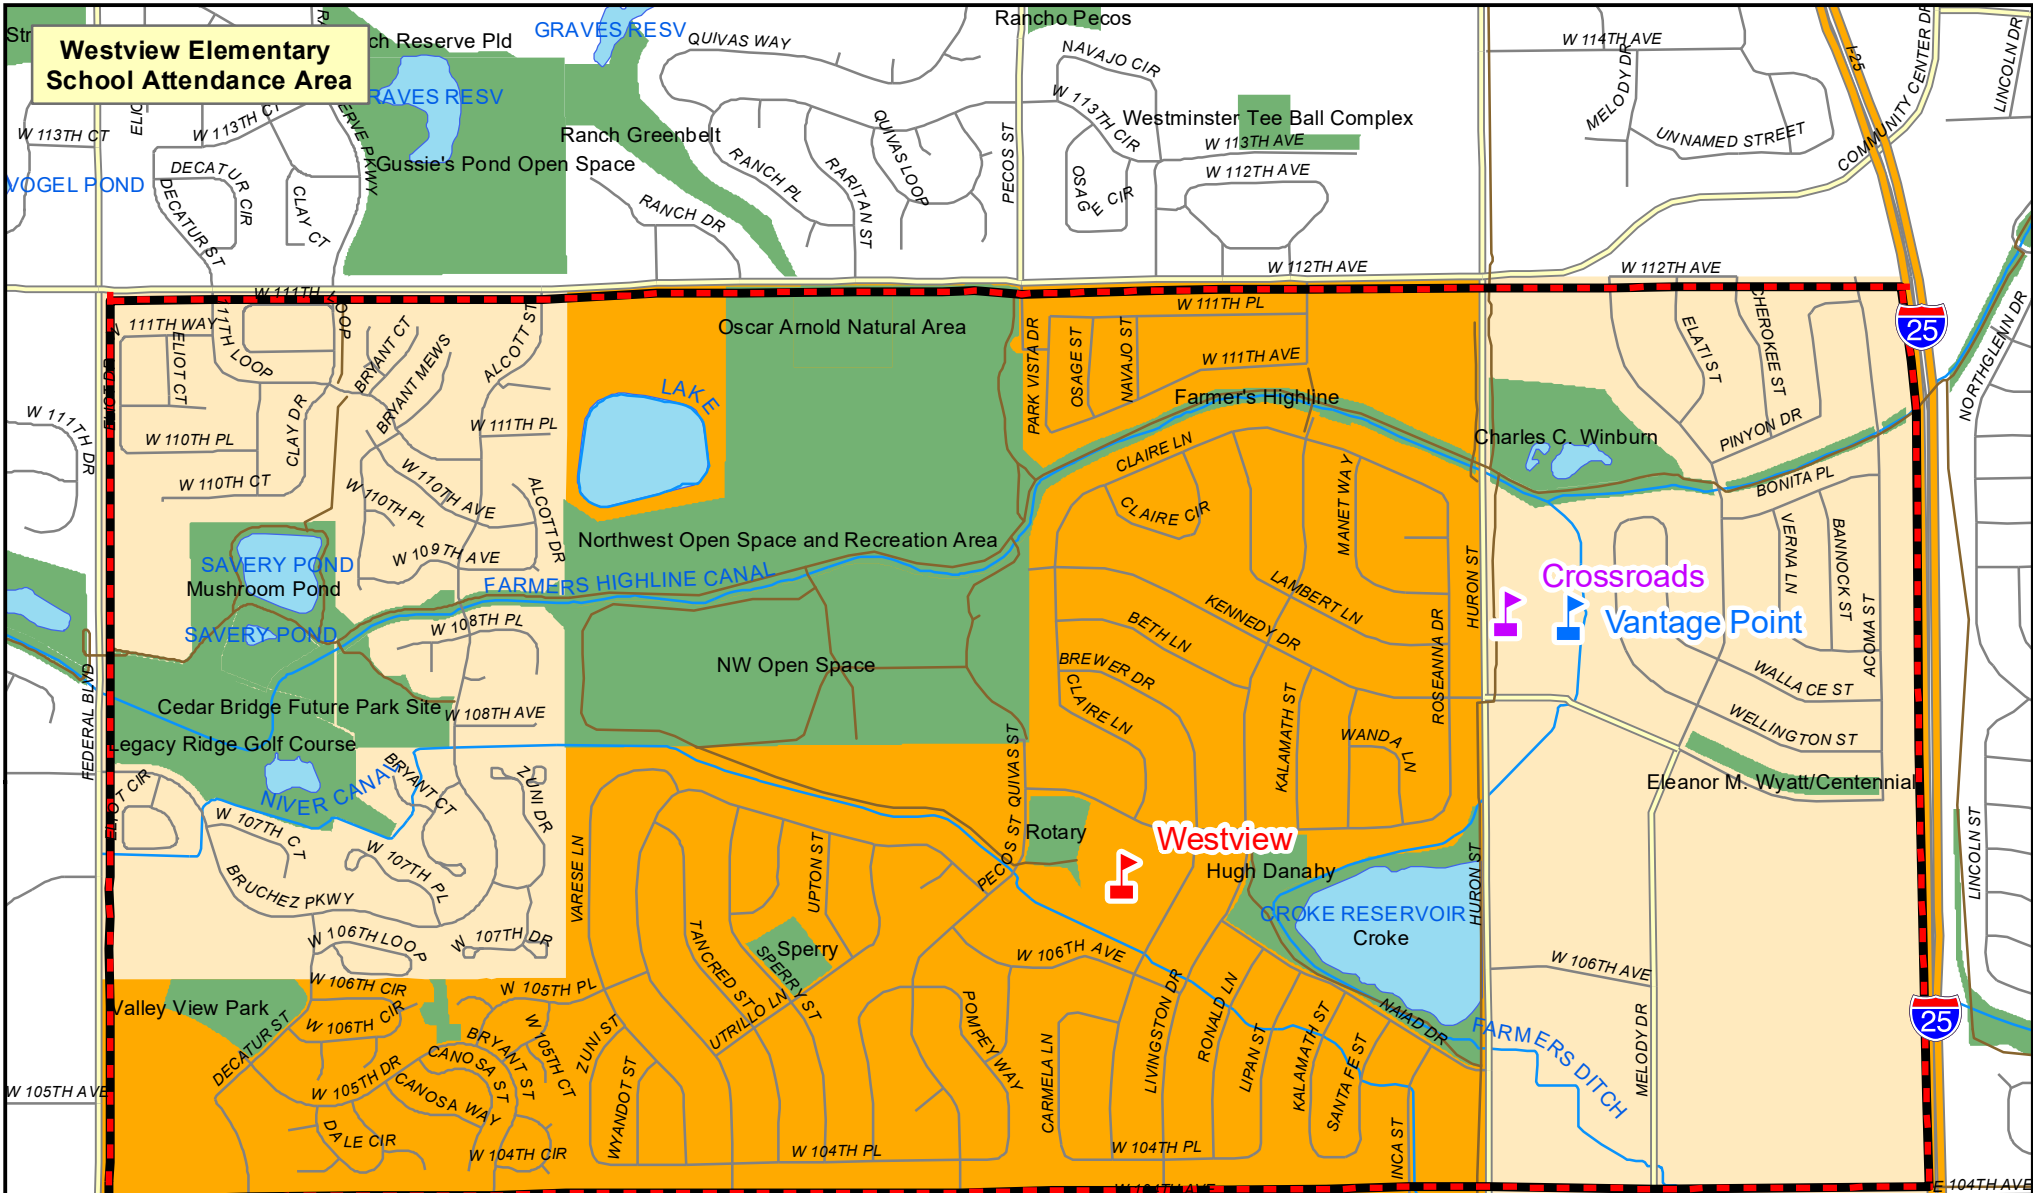 Westview Elementary
School Attendance Area
GRAVES RESV
Rancho Pecos
QUIVAS WAY
NAVAJO CIR
W 114TH AVE
MELODY DR
I-25
COMMUNITY CENTER DR
LINCOLN DR
ch Reserve Pld
RAVES RESV
W 113TH CT
W 113TH CT
ERVE PKWY
Ranch Greenbelt
Gussie's Pond Open Space
QUIVAS LOOP
PECOS ST
W 113TH CIR
Westminster Tee Ball Complex
W 113TH AVE
UNNAMED STREET
VOGEL POND
DECATUR CIR
DECATUR ST
CLAY CT
RANCH PL
RARITAN ST
RANCH DR
OSAGE CIR
W 112TH AVE
W 112TH AVE
W 112TH AVE
W 111TH LOOP
W 111TH WAY
11TH LOOP
ELIOT CT
BRYANT CT
BRYANT MEWS
ALCOTT ST
Oscar Arnold Natural Area
LAKE
PARK VISTA DR
OSAGE ST
NAVAJO ST
W 111TH PL
W 111TH AVE
Farmer's Highline
ELATI ST
CHEROKEE ST
25
NORTHGLENN DR
W 111TH DR
W 110TH PL
CLAY DR
W 111TH PL
W 110TH CT
W 110TH AVE
W 110TH PL
ALCOTT DR
W 109TH AVE
CLAIRE LN
CLAIRE CIR
MANET WAY
Charles C. Winburn
PINYON DR
BONITA PL
VERNA LN
BANNOCK ST
ACOMA ST
SAVERY POND
Mushroom Pond
SAVERY POND
Northwest Open Space and Recreation Area
FARMERS HIGHLINE CANAL
W 108TH PL
NW Open Space
LAMBERT LN
KENNEDY DR
BETH LN
BREWER DR
CLAIRE LN
KALAMATH ST
ROSEANNA DR
HURON ST
WANDA LN
Crossroads
Vantage Point
WALLACE ST
WELLINGTON ST
Eleanor M. Wyatt/Centennial
FEDERAL BLVD
Cedar Bridge Future Park Site
W 108TH AVE
Legacy Ridge Golf Course
NIVER CANAL
BRYANT CT
ZUNI DR
ELIOT CIR
W 107TH CT
W 107TH PL
BRUCHEZ PKWY
W 106TH LOOP
W 107TH DR
VARESE LN
UPTON ST
PECOS ST
QUIVAS ST
Rotary
Westview
Hugh Danahy
CROKE RESERVOIR
Croke
HURON ST
LINCOLN ST
TANCRED ST
Sperry
SPERRY ST
UTRILLO LN
W 106TH AVE
W 106TH AVE
Valley View Park
W 106TH CIR
W 106TH CIR
W 105TH PL
DECATUR ST
W 105TH DR
BRYANT ST
W 105TH CT
CANOSA ST
CANOSA WAY
ZUNI ST
WYANDOT ST
POMPEY WAY
CARMELA LN
LIVINGSTON DR
RONALD LN
LIPAN ST
KALAMATH ST
SANTA FE ST
NAIAD DR
FARMERS DITCH
MELODY DR
25
W 105TH AVE
DALE CIR
W 104TH CIR
W 104TH PL
W 104TH PL
INCA ST
E 104TH AVE